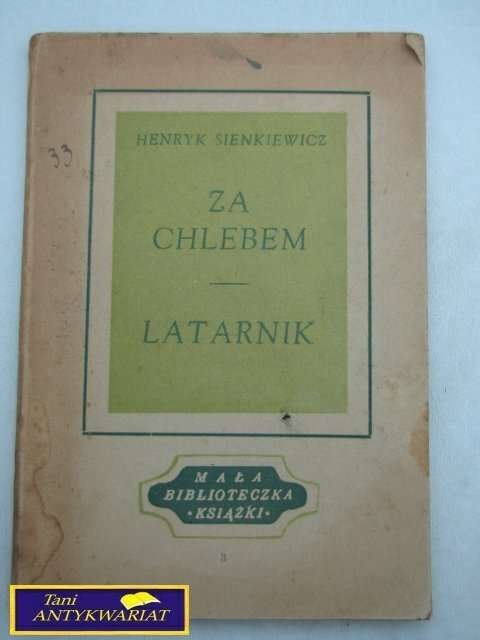 33
HENRYK SIENKIEWICZ
ZA
CHLEBEM
LATARNIK
MAŁA
BIBLIOTECZKA
• KSIĄŻKI •
3
Tani
ANTYKWARIAT